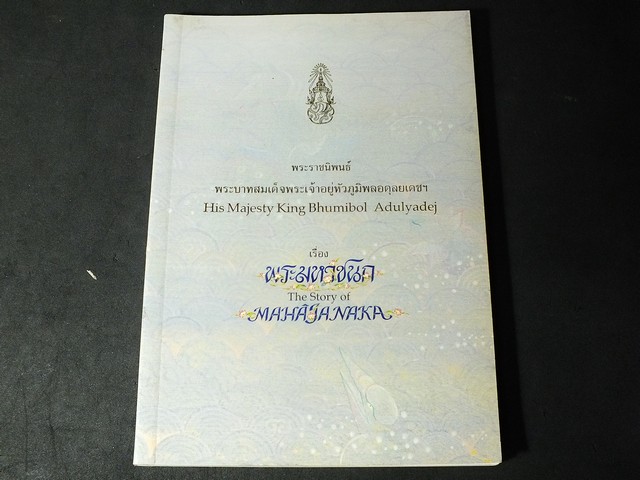 พระราชนิพนธ์
พระบาทสมเด็จพระเจ้าอยู่หัวภูมิพลอดุลยเดชฯ
His Majesty King Bhumibol Adulyadej
เรื่อง
พระมหาชนก
The Story of
MAHĀJANAKA